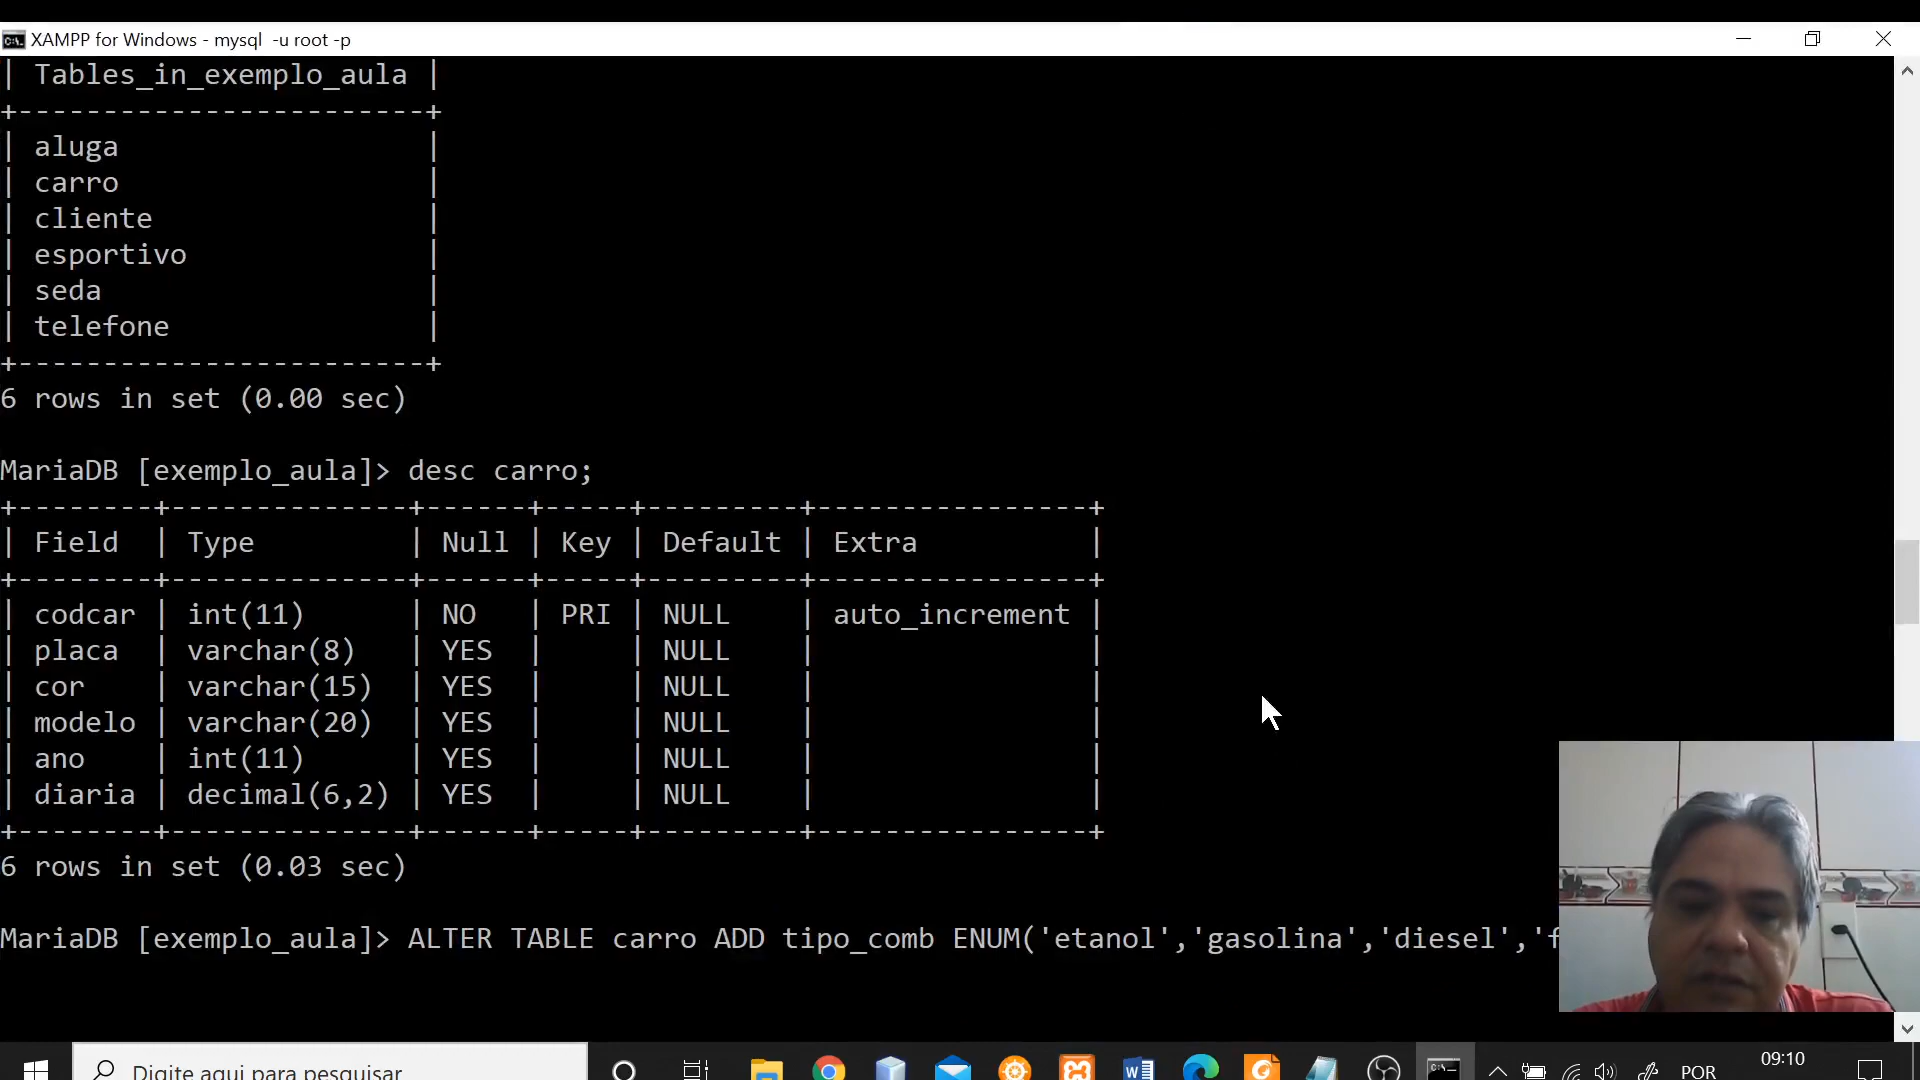 XAMPP for Windows - mysql  -u root -p
| Tables_in_exemplo_aula |
+------------------------+
| aluga                  |
| carro                  |
| cliente                |
| esportivo              |
| seda                   |
| telefone               |
+------------------------+
6 rows in set (0.00 sec)
MariaDB [exemplo_aula]> desc carro;
+--------+--------------+------+-----+---------+----------------+
| Field  | Type         | Null | Key | Default | Extra          |
+--------+--------------+------+-----+---------+----------------+
| codcar | int(11)      | NO   | PRI | NULL    | auto_increment |
| placa  | varchar(8)   | YES  |     | NULL    |                |
| cor    | varchar(15)  | YES  |     | NULL    |                |
| modelo | varchar(20)  | YES  |     | NULL    |                |
| ano    | int(11)      | YES  |     | NULL    |                |
| diaria | decimal(6,2) | YES  |     | NULL    |                |
+--------+--------------+------+-----+---------+----------------+
6 rows in set (0.03 sec)
MariaDB [exemplo_aula]> ALTER TABLE carro ADD tipo_comb ENUM('etanol','gasolina','diesel','f
Digite aqui para pesquisar
POR
09:10